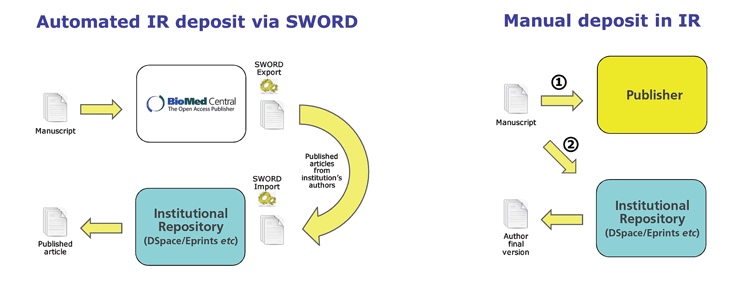 Automated IR deposit via SWORD
SWORD
Export
BioMed Central
The Open Access Publisher
Manuscript
Published
articles
from
institution's
authors
SWORD
Import
Institutional
Repository
(DSpace/Eprints etc)
Published
article
Manual deposit in IR
1
Publisher
Manuscript
2
Institutional
Repository
(DSpace/Eprints etc)
Author
final
version